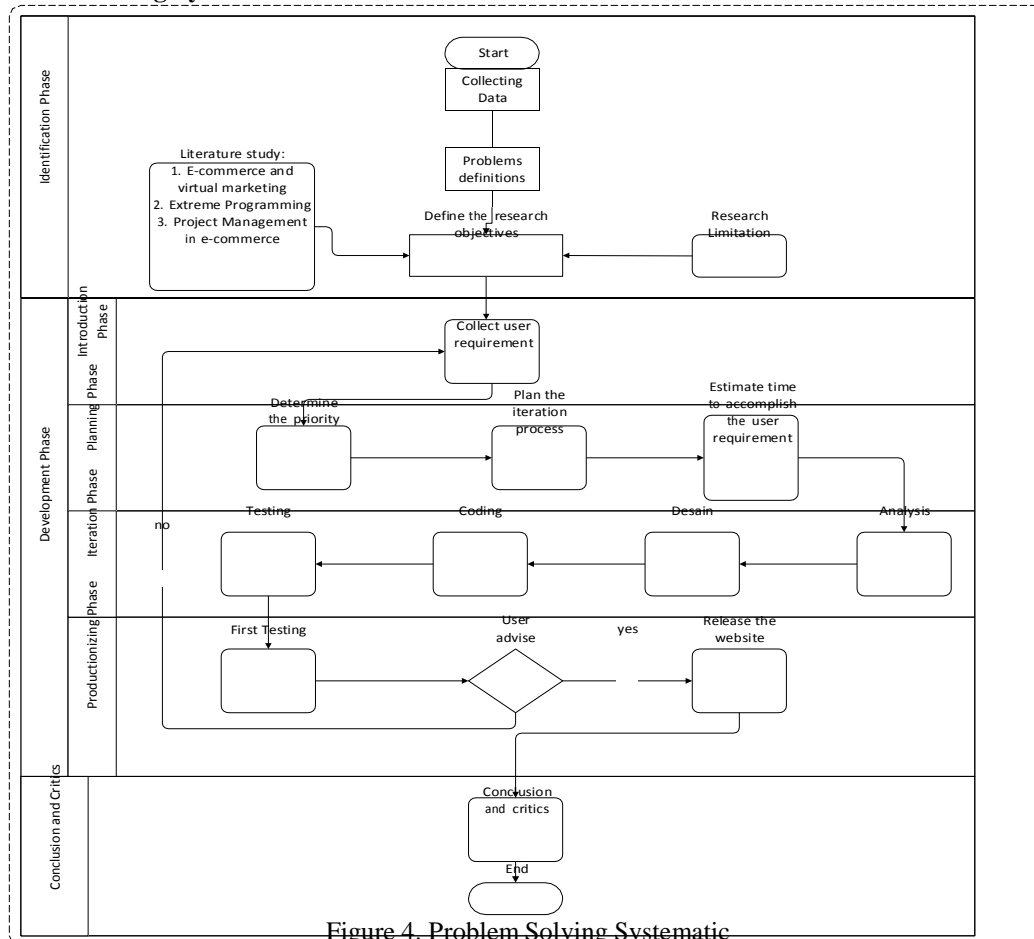 Start
Collecting
Data
Problems
definitions
Literature study:
1. E-commerce and
virtual marketing
2. Extreme Programming
3. Project Management
in e-commerce
Define the research
objectives
Research
Limitation
Identification Phase
Introduction
Phase
Collect user
requirement
Development Phase
Planning Phase
Determine
the priority
Plan the
iteration
process
Estimate time
to accomplish
the user
requirement
Iteration Phase
no
Testing
Coding
Desain
Analysis
Productionizing Phase
First Testing
User
advise
yes
Release the
website
Conclusion and Critics
Conclusion
and critics
End
Figure 4. Problem Solving Systematic